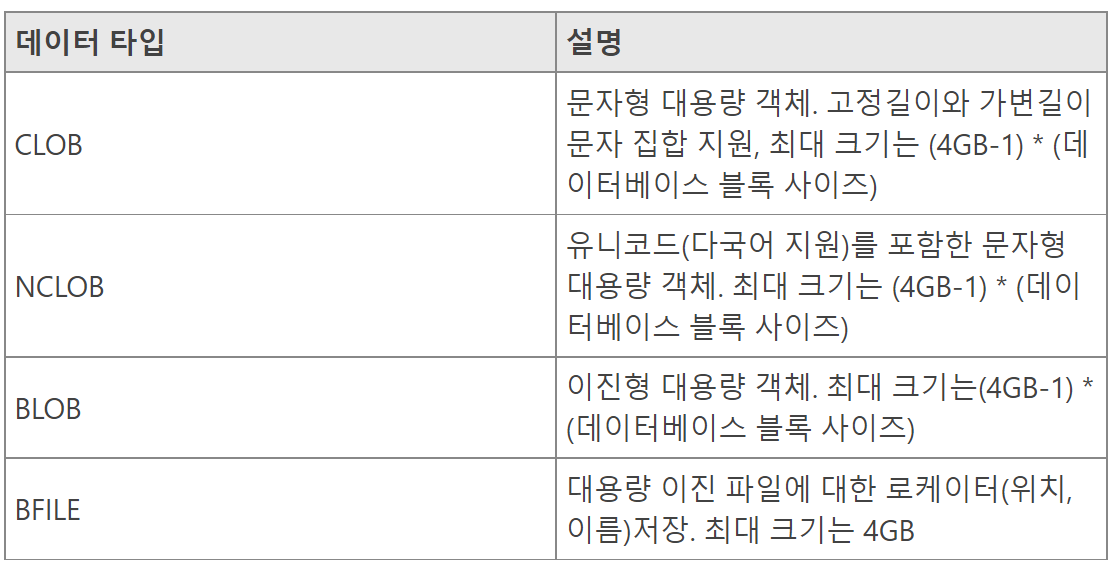 데이터 타입
설명
CLOB
문자형 대용량 객체. 고정길이와 가변길이
문자 집합 지원, 최대 크기는 (4GB-1) * (데
이터베이스 블록 사이즈)
NCLOB
유니코드(다국어 지원)를 포함한 문자형
대용량 객체. 최대 크기는 (4GB-1) * (데이
터베이스 블록 사이즈)
BLOB
이진형 대용량 객체. 최대 크기는(4GB-1) *
(데이터베이스 블록 사이즈)
BFILE
대용량 이진 파일에 대한 로케이터(위치,
이름)저장. 최대 크기는 4GB